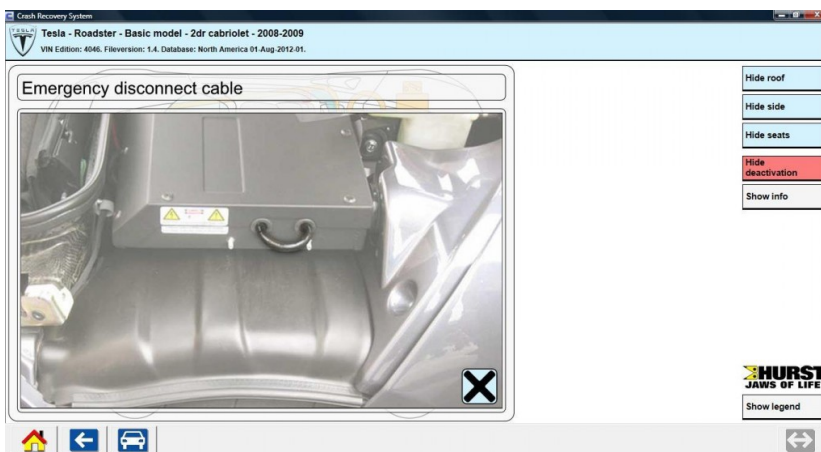 Crash Recovery System
TESLA
Tesla - Roadster - Basic model - 2dr cabriolet - 2008-2009
VIN Edition: 4046. Fileversion: 1.4. Database: North America 01-Aug-2012-01.
Emergency disconnect cable
Hide roof
Hide side
Hide seats
Hide
deactivation
Show info
HURST
JAWS OF LIFE
Show legend